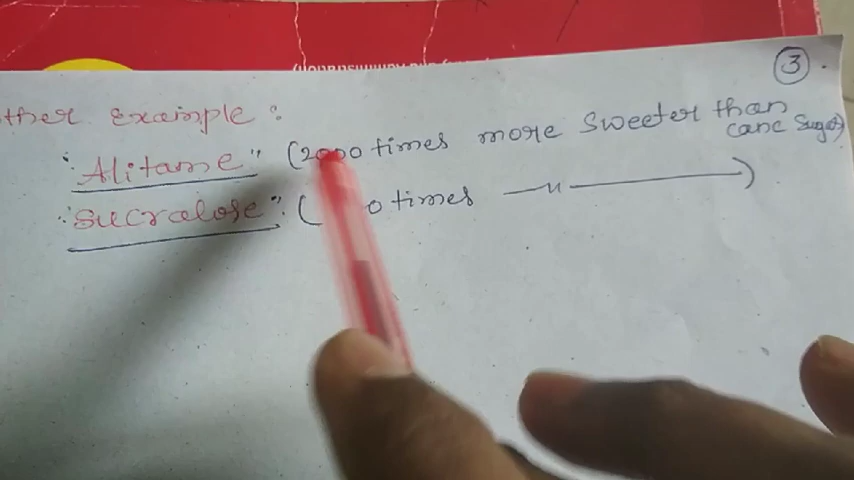 3
ther Example:
"Alitame" (2000 times more sweeter than
cane Sugar)
"Sucralose". ( 0 times —"— )